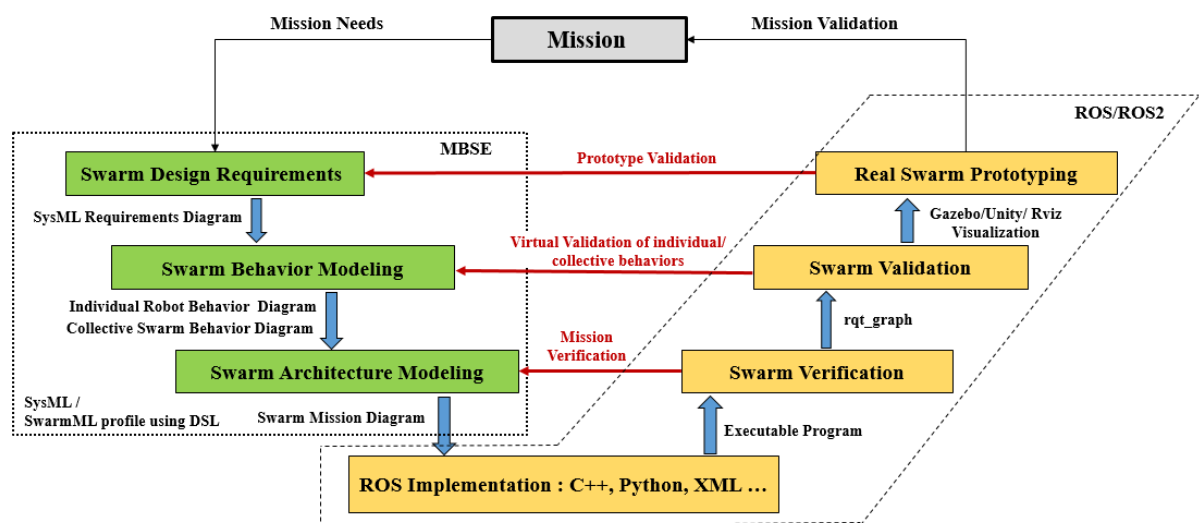 Mission Needs
Mission
Mission Validation
ROS/ROS2
MBSE
Swarm Design Requirements
Prototype Validation
Real Swarm Prototyping
SysML Requirements Diagram
Gazebo/Unity/ Rviz
Visualization
Virtual Validation of individual/
collective behaviors
Swarm Behavior Modeling
Swarm Validation
Individual Robot Behavior Diagram
Collective Swarm Behavior Diagram
rqt_graph
Mission
Verification
Swarm Architecture Modeling
Swarm Verification
SysML /
SwarmML profile using DSL
Swarm Mission Diagram
Executable Program
ROS Implementation : C++, Python, XML …